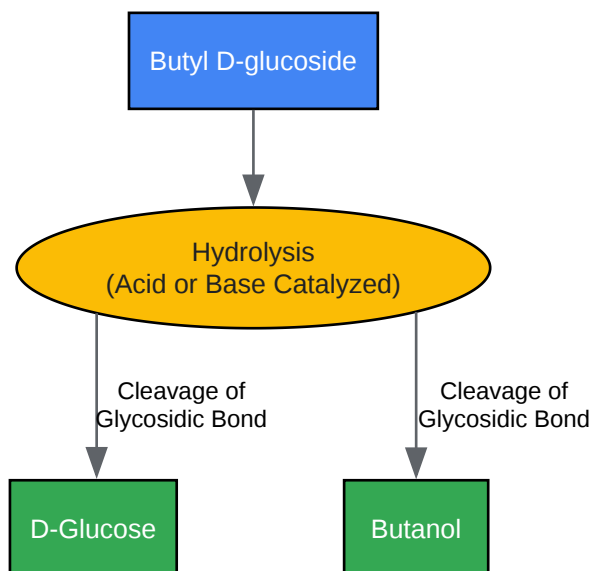 Butyl D-glucoside
Hydrolysis
(Acid or Base Catalyzed)
Cleavage of
Glycosidic Bond
Cleavage of
Glycosidic Bond
D-Glucose
Butanol